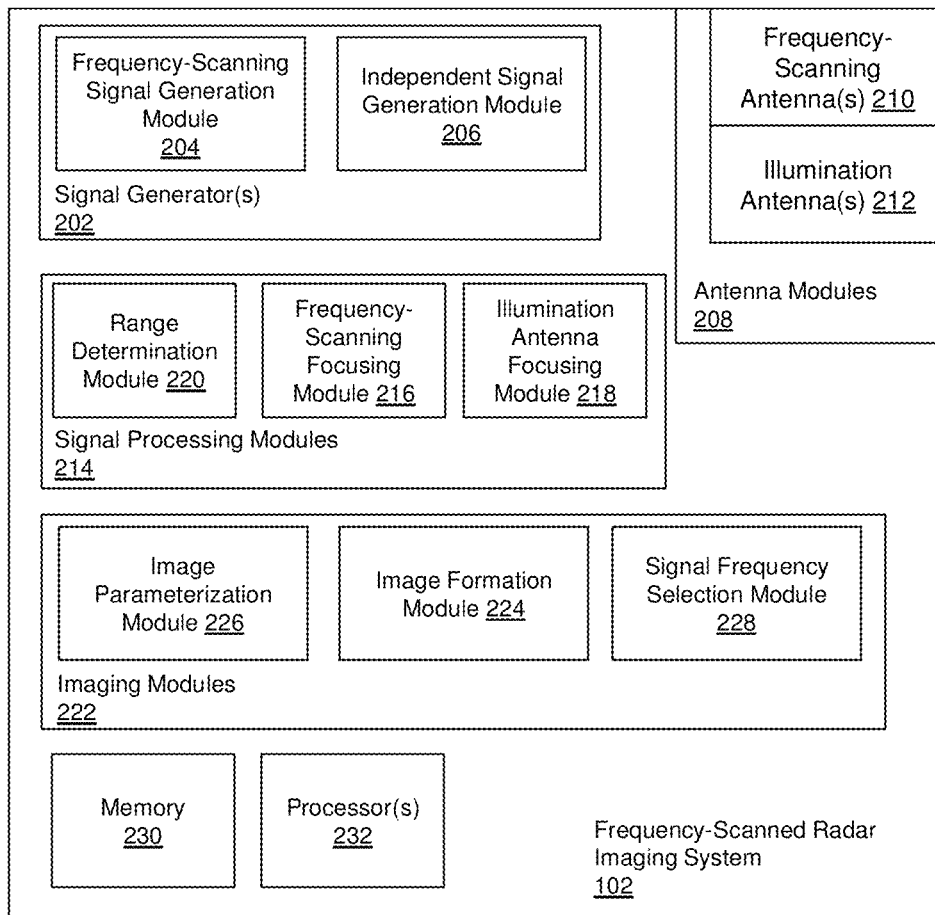 Frequency-Scanning
Signal Generation
Module
204
Independent Signal
Generation Module
206
Signal Generator(s)
202
Frequency-
Scanning
Antenna(s) 210
Illumination
Antenna(s) 212
Antenna Modules
208
Range
Determination
Module 220
Frequency-
Scanning
Focusing
Module 216
Illumination
Antenna
Focusing
Module 218
Signal Processing Modules
214
Image
Parameterization
Module 226
Image Formation
Module 224
Signal Frequency
Selection Module
228
Imaging Modules
222
Memory
230
Processor(s)
232
Frequency-Scanned Radar
Imaging System
102